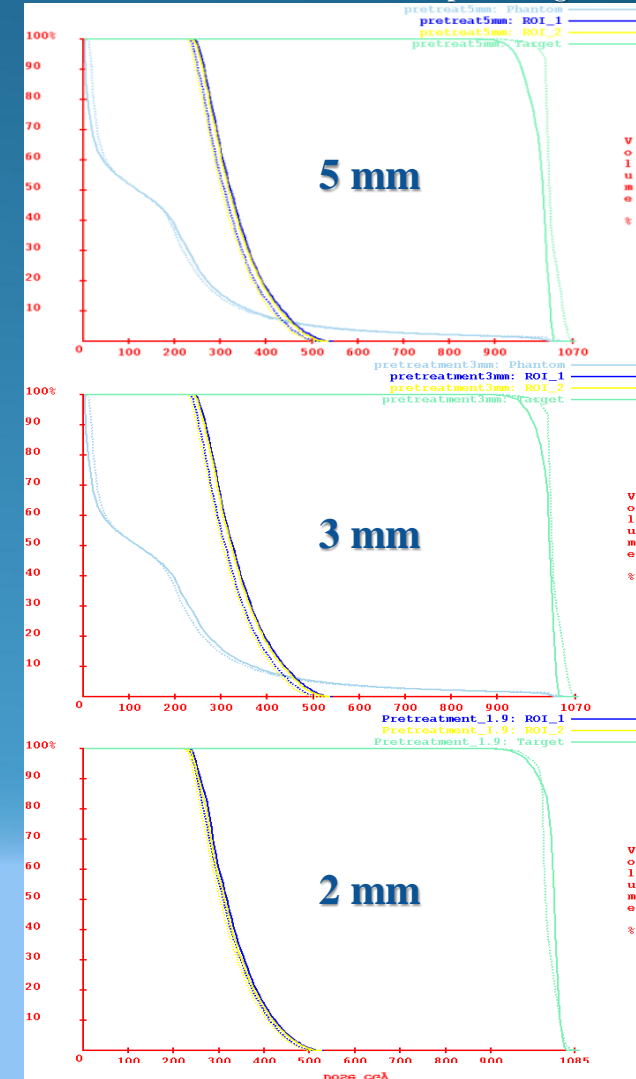 pretreat5mm: Phantom
pretreat5mm: ROI_1
pretreat5mm: ROI_2
pretreat5mm: Target
100%
90
80
70
60
50
40
30
20
10
5 mm
Volume %
0 100 200 300 400 500 600 700 800 900 1070
pretreatment3mm: Phantom
pretreatment3mm: ROI_1
pretreatment3mm: ROI_2
pretreatment3mm: Target
100%
90
80
70
60
50
40
30
20
10
3 mm
Volume %
0 100 200 300 400 500 600 700 800 900 1070
Pretreatment_1.9: ROI_1
Pretreatment_1.9: ROI_2
Pretreatment_1.9: Target
100%
90
80
70
60
50
40
30
20
10
2 mm
Volume %
0 100 200 300 400 500 600 700 800 900 1085